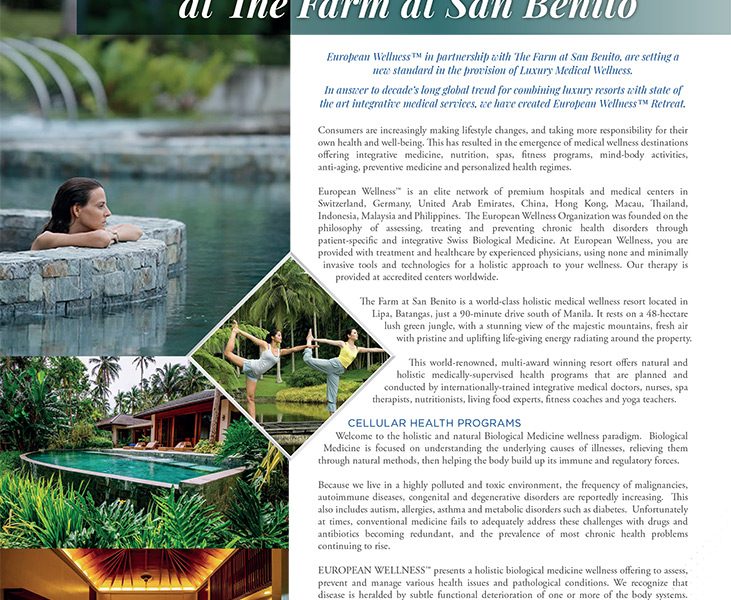 at The Farm at San Benito
European Wellness™ in partnership with The Farm at San Benito, are setting a
new standard in the provision of Luxury Medical Wellness.
In answer to decade's long global trend for combining luxury resorts with state of
the art integrative medical services, we have created European Wellness™ Retreat.
Consumers are increasingly making lifestyle changes, and taking more responsibility for their
own health and well-being. This has resulted in the emergence of medical wellness destinations
offering integrative medicine, nutrition, spas, fitness programs, mind-body activities,
anti-aging, preventive medicine and personalized health regimes.
European Wellness™ is an elite network of premium hospitals and medical centers in
Switzerland, Germany, United Arab Emirates, China, Hong Kong, Macau, Thailand,
Indonesia, Malaysia and Philippines. The European Wellness Organization was founded on the
philosophy of assessing, treating and preventing chronic health disorders through
patient-specific and integrative Swiss Biological Medicine. At European Wellness, you are
provided with treatment and healthcare by experienced physicians, using none and minimally
invasive tools and technologies for a holistic approach to your wellness. Our therapy is
provided at accredited centers worldwide.
The Farm at San Benito is a world-class holistic medical wellness resort located in
Lipa, Batangas, just a 90-minute drive south of Manila. It rests on a 48-hectare
lush green jungle, with a stunning view of the majestic mountains, fresh air
with pristine and uplifting life-giving energy radiating around the property.
This world-renowned, multi-award winning resort offers natural and
holistic medically-supervised health programs that are planned and
conducted by internationally-trained integrative medical doctors, nurses, spa
therapists, nutritionists, living food experts, fitness coaches and yoga teachers.
CELLULAR HEALTH PROGRAMS
Welcome to the holistic and natural Biological Medicine wellness paradigm. Biological
Medicine is focused on understanding the underlying causes of illnesses, relieving them
through natural methods, then helping the body build up its immune and regulatory forces.
Because we live in a highly polluted and toxic environment, the frequency of malignancies,
autoimmune diseases, congenital and degenerative disorders are reportedly increasing. This
also includes autism, allergies, asthma and metabolic disorders such as diabetes. Unfortunately
at times, conventional medicine fails to adequately address these challenges with drugs and
antibiotics becoming redundant, and the prevalence of most chronic health problems
continuing to rise.
EUROPEAN WELLNESS™ presents a holistic biological medicine wellness offering to assess,
prevent and manage various health issues and pathological conditions. We recognize that
disease is heralded by subtle functional deterioration of one or more of the body systems.